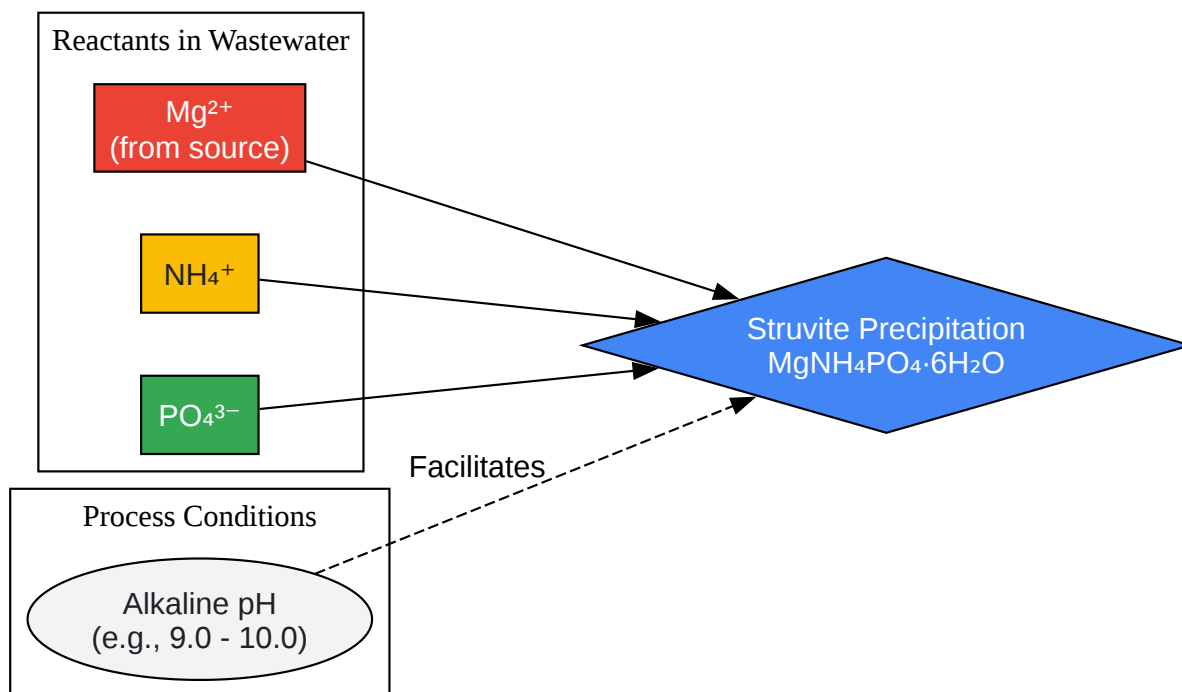 Reactants in Wastewater
Mg²⁺
(from source)
NH₄⁺
PO₄³⁻
Struvite Precipitation
MgNH₄PO₄·6H₂O
Facilitates
Process Conditions
Alkaline pH
(e.g., 9.0 - 10.0)